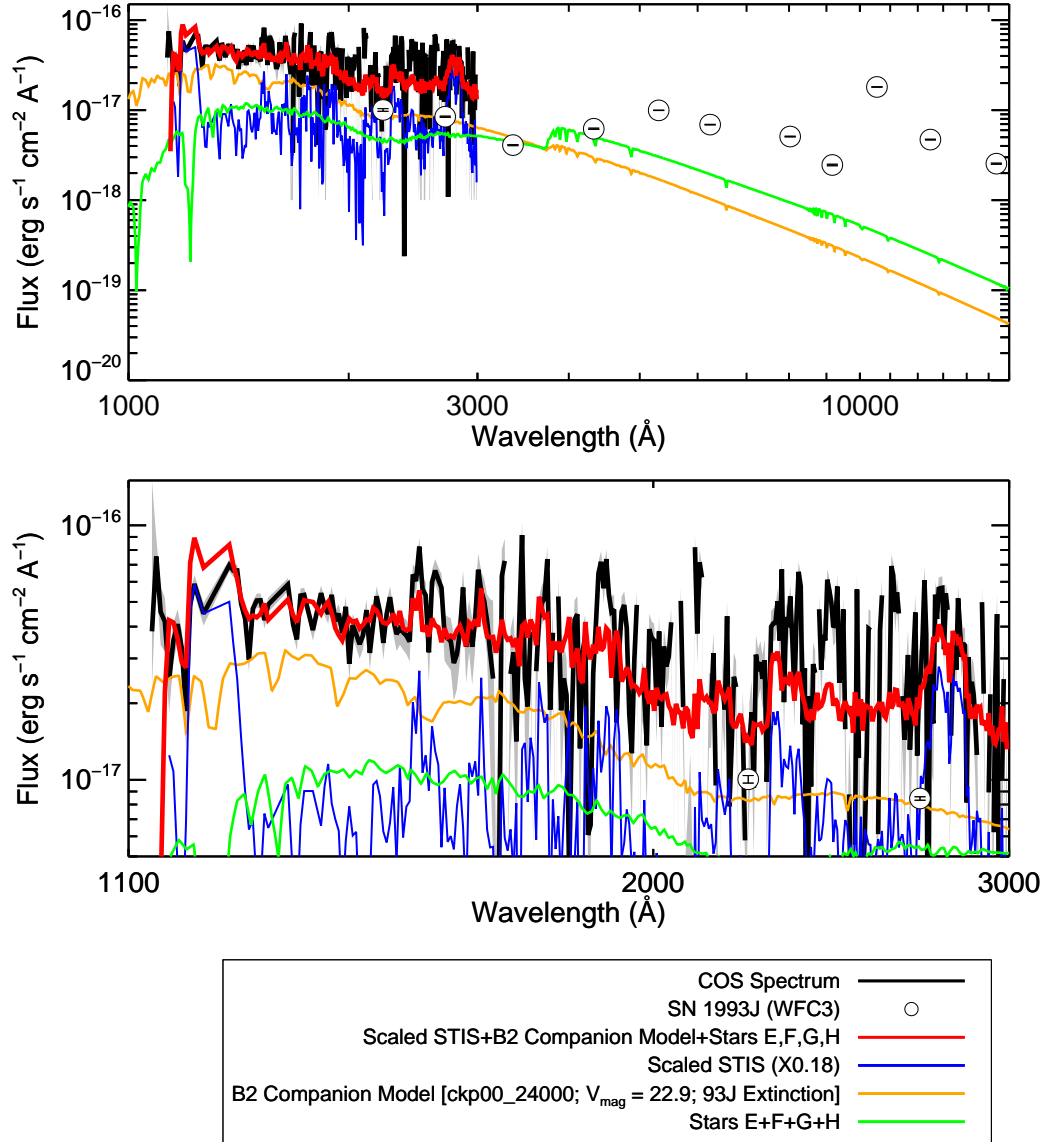 10⁻¹⁶
10⁻¹⁷
10⁻¹⁸
10⁻¹⁹
10⁻²⁰
Flux (erg s⁻¹ cm⁻² A⁻¹)
1000
3000
10000
Wavelength (Å)
10⁻¹⁶
10⁻¹⁷
Flux (erg s⁻¹ cm⁻² A⁻¹)
1100
2000
3000
Wavelength (Å)
COS Spectrum
SN 1993J (WFC3)
Scaled STIS+B2 Companion Model+Stars E,F,G,H
Scaled STIS (X0.18)
B2 Companion Model [ckp00_24000; V_mag = 22.9; 93J Extinction]
Stars E+F+G+H